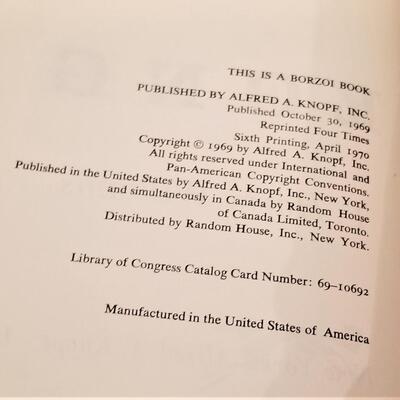 THIS IS A BORZOI BOOK
PUBLISHED BY ALFRED A. KNOPF, INC.
Published October 30, 1969
Reprinted Four Times
Sixth Printing, April 1970
Copyright © 1969 by Alfred A. Knopf, Inc.
All rights reserved under International and
Pan-American Copyright Conventions.
Published in the United States by Alfred A. Knopf, Inc., New York,
and simultaneously in Canada by Random House
of Canada Limited, Toronto.
Distributed by Random House, Inc., New York.
Library of Congress Catalog Card Number: 69-10692
Manufactured in the United States of America